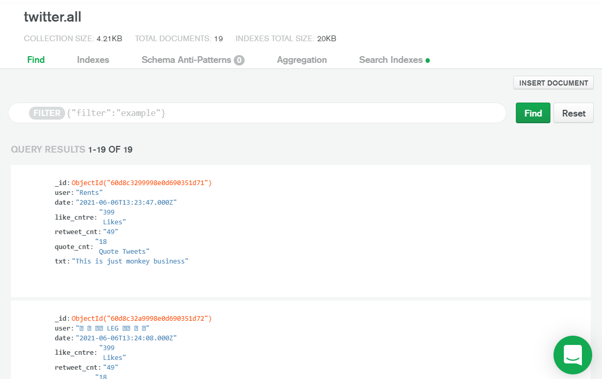 twitter.all
COLLECTION SIZE: 4.21KB TOTAL DOCUMENTS: 19 INDEXES TOTAL SIZE: 20KB
Find Indexes Schema Anti-Patterns 0 Aggregation Search Indexes
INSERT DOCUMENT
FILTER {"filter":"example"} Find Reset
QUERY RESULTS 1-19 OF 19
_id: ObjectId("60d8c3299998e0d690351d71")
user: "Rents"
date: "2021-06-06T13:23:47.000Z"
like_cntre: "399
Likes"
retweet_cnt: "49"
quote_cnt: "18
Quote Tweets"
txt: "This is just monkey business"
_id: ObjectId("60d8c32a9998e0d690351d72")
user: "LEG"
date: "2021-06-06T13:24:08.000Z"
like_cntre: "399
Likes"
retweet_cnt: "49"
"18